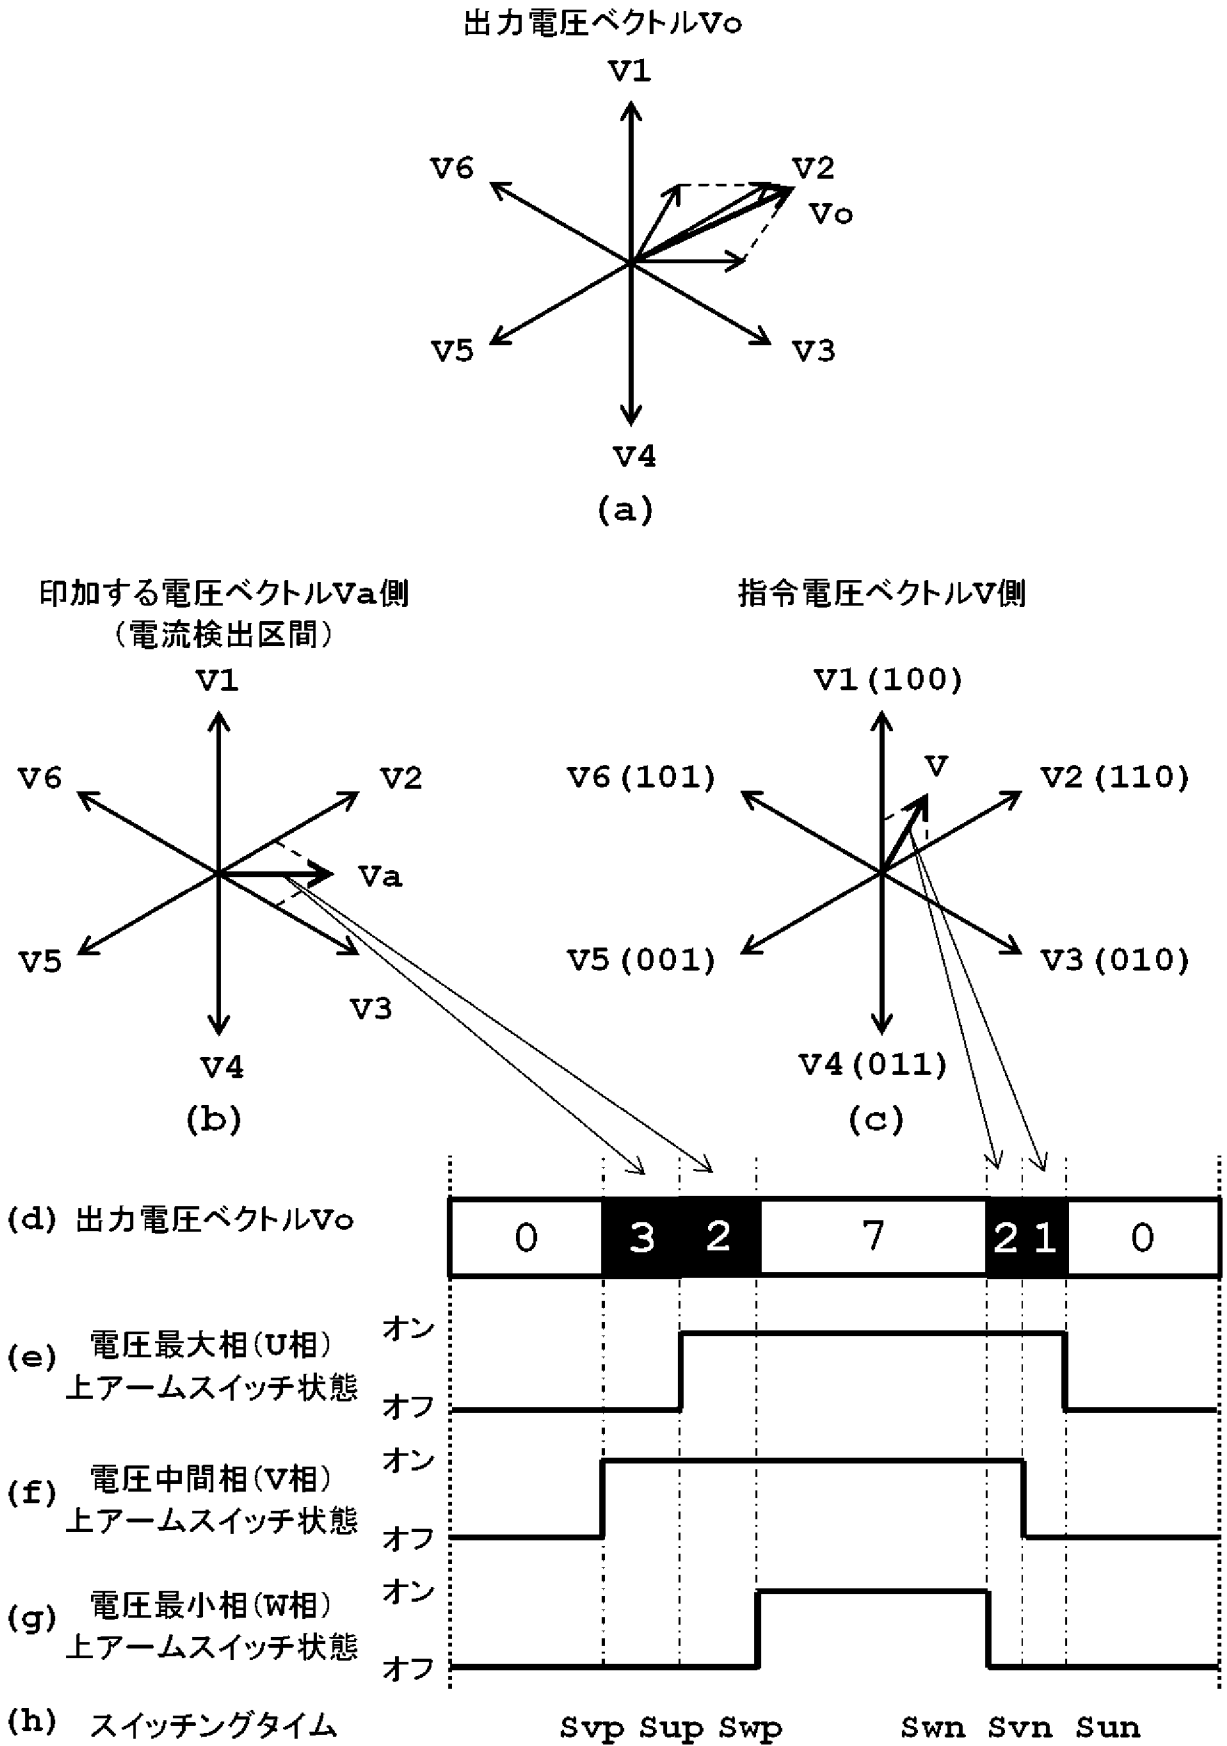 出力電圧ベクトルVo
V1
V6
V2
Vo
V5
V3
V4
(a)
印加する電圧ベクトルVa側
（電流検出区間）
V1
V6
V2
Va
V5
V3
V4
(b)
指令電圧ベクトルV側
V1(100)
V
V6(101)
V2(110)
V5(001)
V3(010)
V4(011)
(c)
(d) 出力電圧ベクトルVo
0 3 2 7 2 1 0
(e) 電圧最大相(U相)
上アームスイッチ状態
オン
オフ
(f) 電圧中間相(V相)
上アームスイッチ状態
オン
オフ
(g) 電圧最小相(W相)
上アームスイッチ状態
オン
オフ
(h) スイッチングタイム
Svp Sup Swp Swn Svn Sun